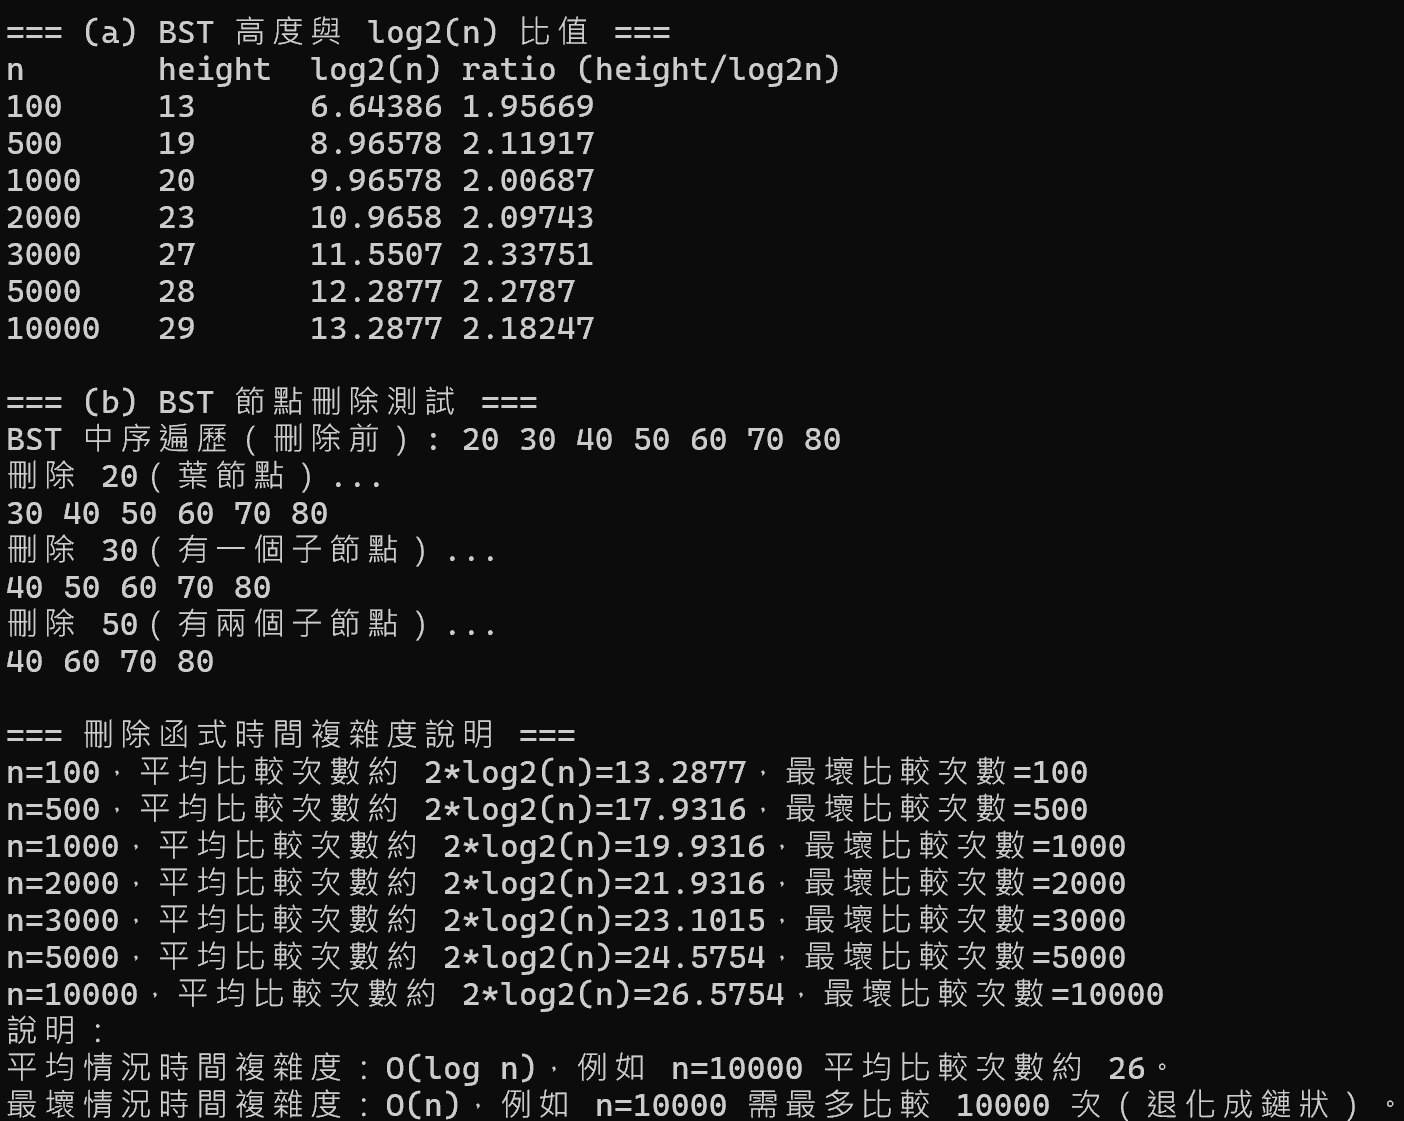 === (a) BST 高度與 log2(n) 比值 ===
n height log2(n) ratio (height/log2n)
100 13 6.64386 1.95669
500 19 8.96578 2.11917
1000 20 9.96578 2.00687
2000 23 10.9658 2.09743
3000 27 11.5507 2.33751
5000 28 12.2877 2.2787
10000 29 13.2877 2.18247
=== (b) BST 節點刪除測試 ===
BST 中序遍歷（刪除前）: 20 30 40 50 60 70 80
刪除 20（葉節點）...
30 40 50 60 70 80
刪除 30（有一個子節點）...
40 50 60 70 80
刪除 50（有兩個子節點）...
40 60 70 80
=== 刪除函式時間複雜度說明 ===
n=100，平均比較次數約 2*log2(n)=13.2877，最壞比較次數=100
n=500，平均比較次數約 2*log2(n)=17.9316，最壞比較次數=500
n=1000，平均比較次數約 2*log2(n)=19.9316，最壞比較次數=1000
n=2000，平均比較次數約 2*log2(n)=21.9316，最壞比較次數=2000
n=3000，平均比較次數約 2*log2(n)=23.1015，最壞比較次數=3000
n=5000，平均比較次數約 2*log2(n)=24.5754，最壞比較次數=5000
n=10000，平均比較次數約 2*log2(n)=26.5754，最壞比較次數=10000
說明：
平均情況時間複雜度：O(log n)，例如 n=10000 平均比較次數約 26。
最壞情況時間複雜度：O(n)，例如 n=10000 需最多比較 10000 次（退化成鏈狀）。